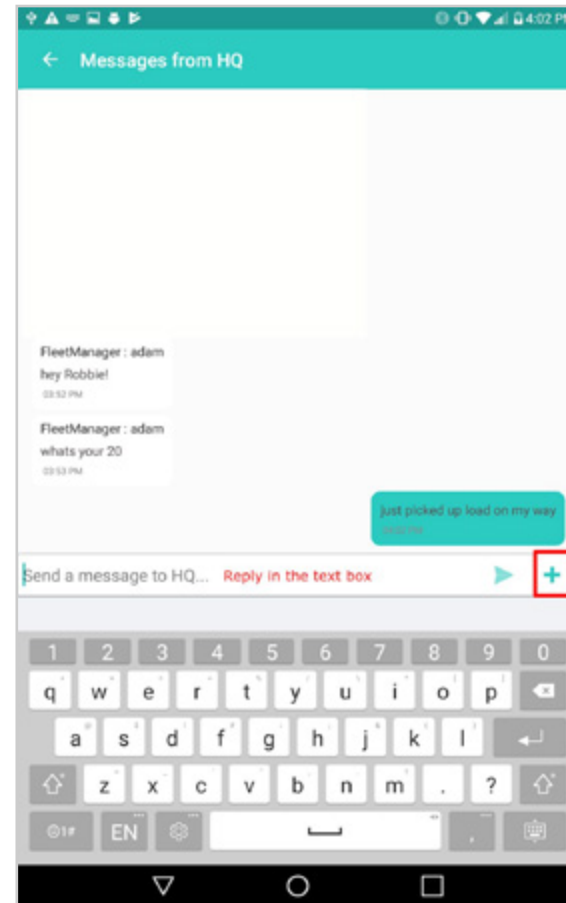 4:02 PM
Messages from HQ
FleetManager : adam
hey Robbie!
03:52 PM
FleetManager : adam
whats your 20
03:53 PM
just picked up load on my way
Send a message to HQ... Reply in the text box
1 2 3 4 5 6 7 8 9 0
q w e r t y u i o p
a s d f g h j k l
z x c v b n m . ?
EN ,